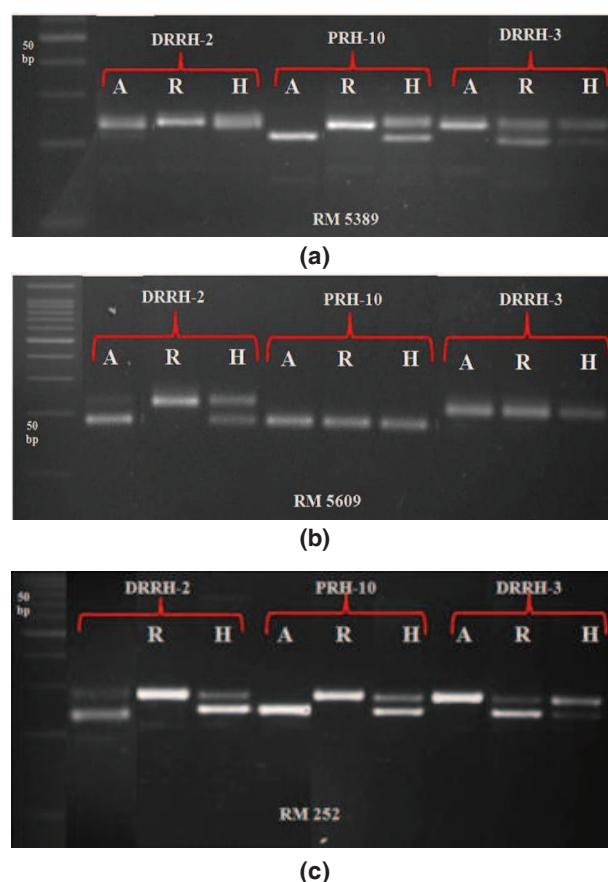 50
bp
DRRH-2 PRH-10 DRRH-3
A R H A R H A R H
RM 5389
(a)
DRRH-2 PRH-10 DRRH-3
A R H A R H A R H
50
bp
RM 5609
(b)
50
bp
DRRH-2 PRH-10 DRRH-3
R H A R H A R H
RM 252
(c)